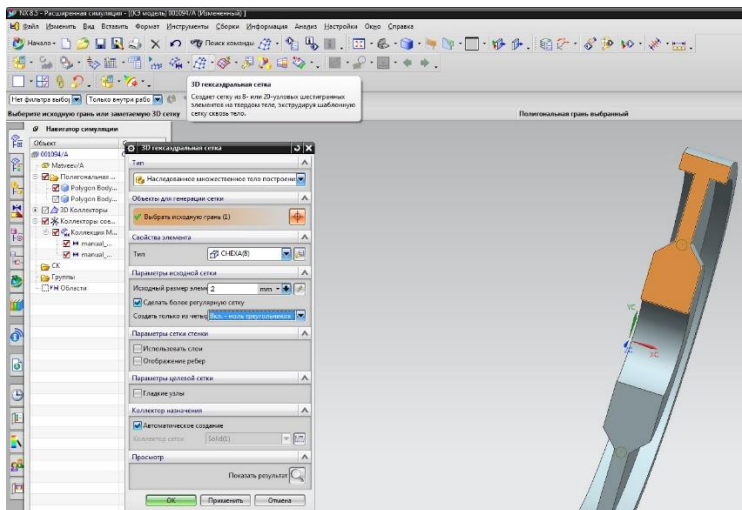 NX 8.5 - Расширенная симуляция - [(КЭ модель) 001094/A (Измененный) ]
Файл Изменить Вид Вставить Формат Инструменты Сборки Информация Анализ Настройки Окно Справка
Начало
Поиск команды
3D гексаэдральная сетка
Создает сетку из 8- или 20-узловых шестигранных
элементов на твердом теле, экструдируя шаблонную
сетку сквозь тело.
Нет фильтра выбор
Только внутри рабо
Выберите исходную грань или заметаемую 3D сетку
Полигональная грань выбранный
Навигатор симуляции
Объект
001094/A
Matveev/A
Полигональная ...
Polygon Body...
Polygon Body...
2D Коллекторы
Коллекторы сое...
Коллекция M...
manual_...
manual_...
СК
Группы
Области
3D гексаэдральная сетка
Тип
Наследованное множественное тело построени
Объекты для генерации сетки
Выбрать исходную грань (1)
Свойства элемента
Тип
CHEXA(8)
Параметры исходной сетки
Исходный размер элеме
2
mm
Сделать более регулярную сетку
Создать только из четыр
Вкл. - ноль треугольников
Параметры сетки стенки
Использовать слои
Отображение ребер
Параметры целевой сетки
Гладкие узлы
Коллектор назначения
Автоматическое создание
Коллектор сетки
Solid(1)
Просмотр
Показать результат
ОК
Применить
Отмена
YC
XC